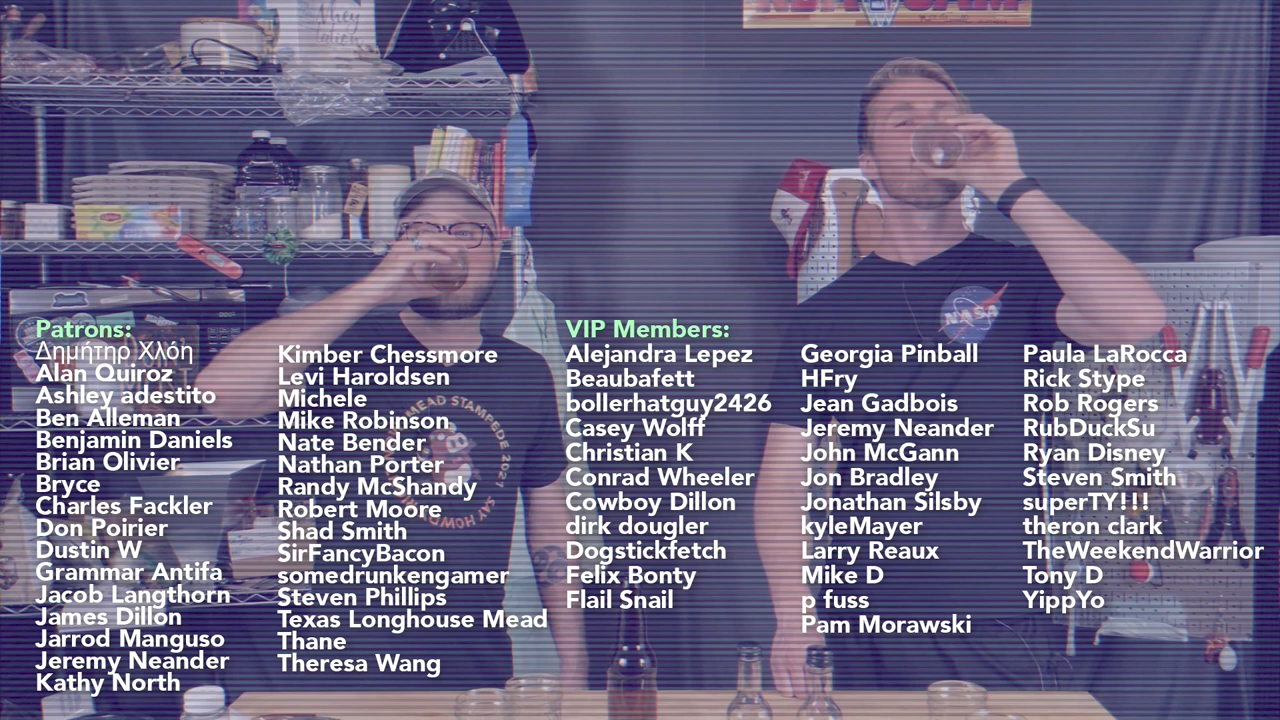 Patrons:
Δημήτηρ Χλόη
Alan Quiroz
Ashley adestito
Ben Alleman
Benjamin Daniels
Brian Olivier
Bryce
Charles Fackler
Don Poirier
Dustin W
Grammar Antifa
Jacob Langthorn
James Dillon
Jarrod Manguso
Jeremy Neander
Kathy North
Kimber Chessmore
Levi Haroldsen
Michele
Mike Robinson
Nate Bender
Nathan Porter
Randy McShandy
Robert Moore
Shad Smith
SirFancyBacon
somedrunkengamer
Steven Phillips
Texas Longhouse Mead
Thane
Theresa Wang
VIP Members:
Alejandra Lepez
Beaubafett
bollerhatguy2426
Casey Wolff
Christian K
Conrad Wheeler
Cowboy Dillon
dirk dougler
Dogstickfetch
Felix Bonty
Flail Snail
Georgia Pinball
HFry
Jean Gadbois
Jeremy Neander
John McGann
Jon Bradley
Jonathan Silsby
kyleMayer
Larry Reaux
Mike D
p fuss
Pam Morawski
Paula LaRocca
Rick Stype
Rob Rogers
RubDuckSu
Ryan Disney
Steven Smith
superTY!!!
theron clark
TheWeekendWarrior
Tony D
YippYo
NASA
MEAD STAMPEDE 2021
SAY HOWD